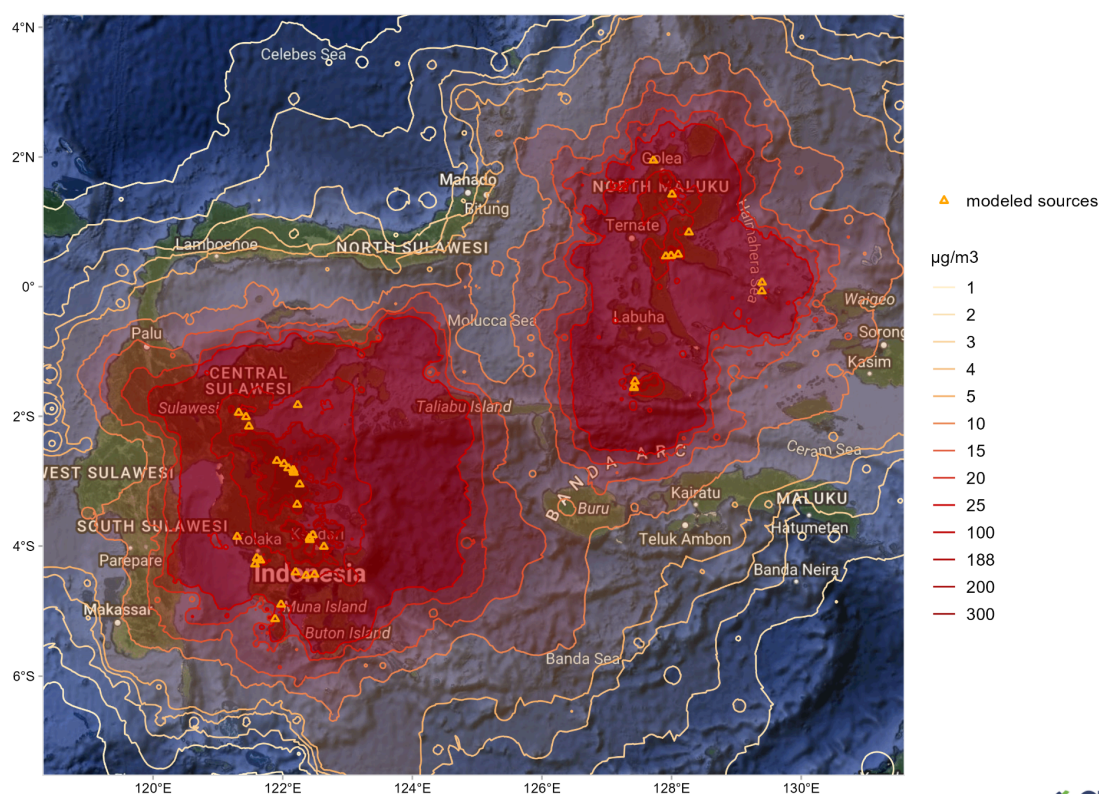 4°N
Celebes Sea
2°N
Galea
Manado
NORTH MALUKU
Bitung
Halmahera Sea
Ternate
Lamboenoe
NORTH SULAWESI
0°
Waigeo
Molucca Sea
Labuha
Palu
Sorong
Kasim
CENTRAL
SULAWESI
2°S
Sulawesi
Taliabu Island
BANDA ARC
Ceram Sea
WEST SULAWESI
Kairatu
MALUKU
Buru
SOUTH SULAWESI
Hatumeten
Kolaka
Teluk Ambon
4°S
Parepare
Indonesia
Banda Neira
Makassar
Muna Island
Buton Island
Banda Sea
6°S
120°E
122°E
124°E
126°E
128°E
130°E
modeled sources
µg/m3
1
2
3
4
5
10
15
20
25
100
188
200
300